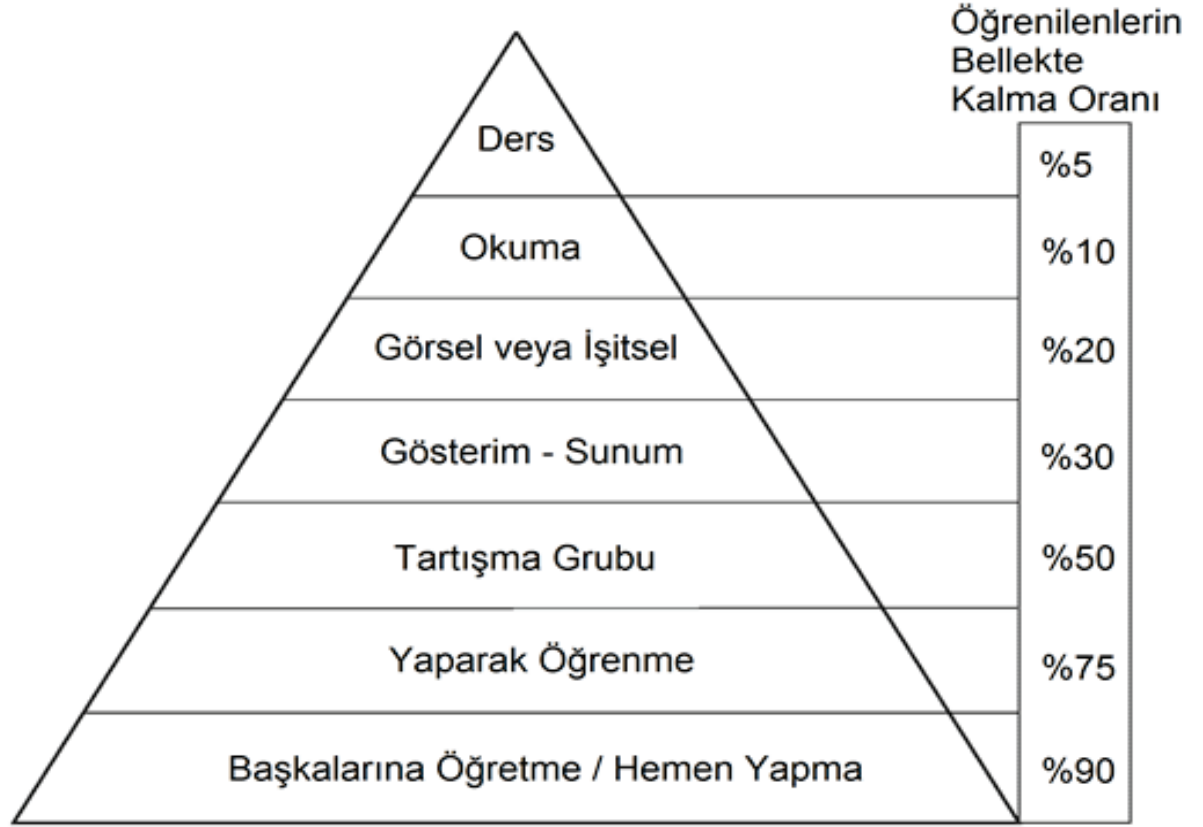 Öğrenilenlerin
Bellekte
Kalma Oranı
Ders
%5
Okuma
%10
Görsel veya İşitsel
%20
Gösterim - Sunum
%30
Tartışma Grubu
%50
Yaparak Öğrenme
%75
Başkalarına Öğretme / Hemen Yapma
%90